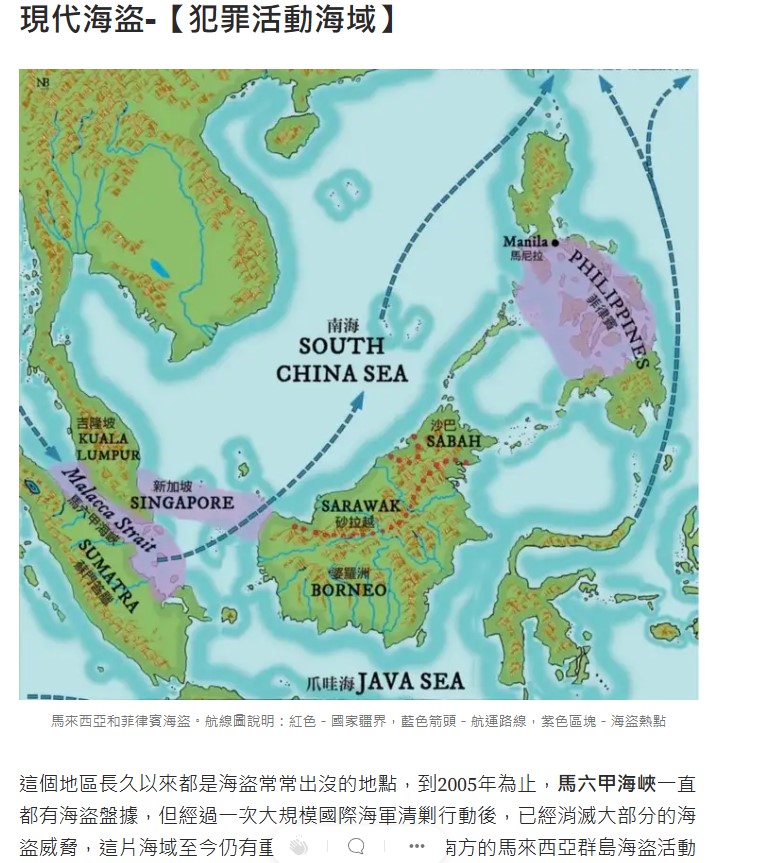 現代海盜-【犯罪活動海域】
NB
Manila
馬尼拉
PHILIPPINES
菲律賓
南海
SOUTH
CHINA SEA
吉隆坡
KUALA
LUMPUR
沙巴
SABAH
新加坡
SINGAPORE
Malacca Strait
馬六甲海峽
SARAWAK
砂拉越
SUMATRA
蘇門答臘
婆羅洲
BORNEO
爪哇海JAVA SEA
馬來西亞和菲律賓海盜。航線圖說明：紅色 - 國家疆界，藍色箭頭 - 航運路線，紫色區塊 - 海盜熱點
這個地區長久以來都是海盜常常出沒的地點，到2005年為止，馬六甲海峽一直
都有海盜盤據，但經過一次大規模國際海軍清剿行動後，已經消滅大部分的海
盜威脅，這片海域至今仍有重 南方的馬來西亞群島海盜活動